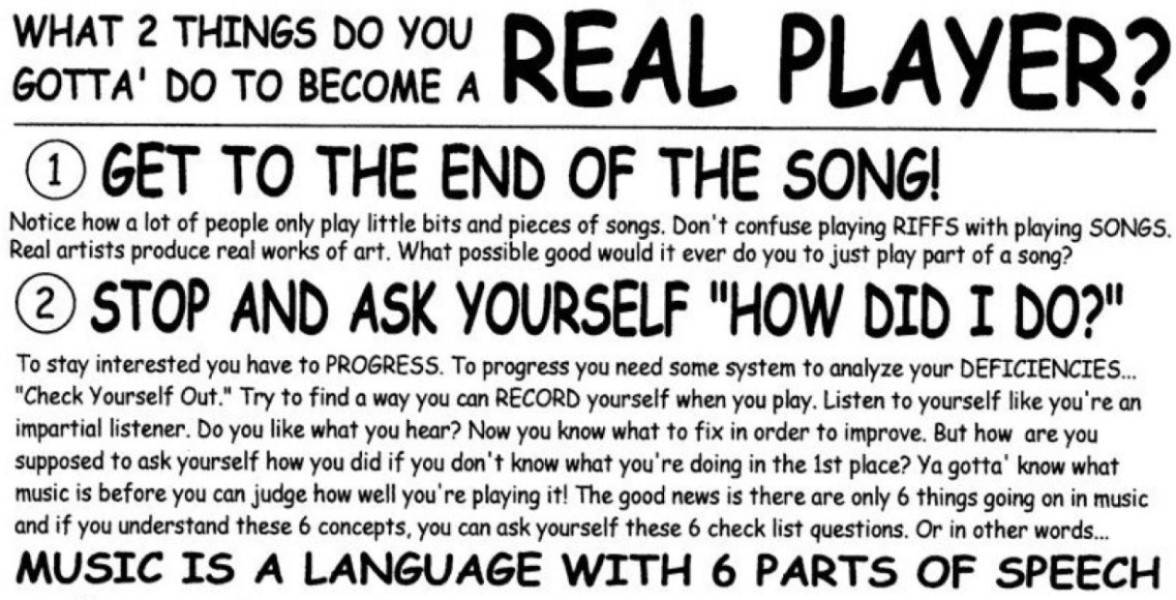 WHAT 2 THINGS DO YOU
GOTTA' DO TO BECOME A REAL PLAYER?
1 GET TO THE END OF THE SONG!
Notice how a lot of people only play little bits and pieces of songs. Don't confuse playing RIFFS with playing SONGS.
Real artists produce real works of art. What possible good would it ever do you to just play part of a song?
2 STOP AND ASK YOURSELF "HOW DID I DO?"
To stay interested you have to PROGRESS. To progress you need some system to analyze your DEFICIENCIES...
"Check Yourself Out." Try to find a way you can RECORD yourself when you play. Listen to yourself like you're an
impartial listener. Do you like what you hear? Now you know what to fix in order to improve. But how are you
supposed to ask yourself how you did if you don't know what you're doing in the 1st place? Ya gotta' know what
music is before you can judge how well you're playing it! The good news is there are only 6 things going on in music
and if you understand these 6 concepts, you can ask yourself these 6 check list questions. Or in other words...
MUSIC IS A LANGUAGE WITH 6 PARTS OF SPEECH